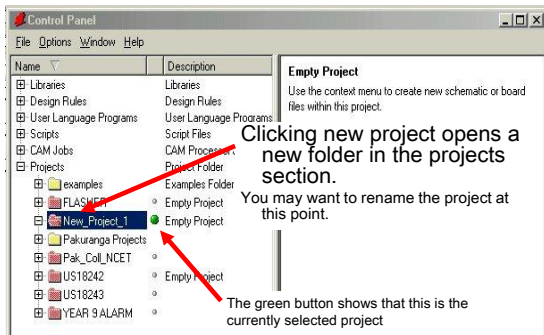 Control Panel
File Options Window Help
Name Description
Libraries Libraries
Design Rules Design Rules
User Language Programs User Language Programs
Scripts Script Files
CAM Jobs CAM Processor
Projects Project Folder
examples Examples Folder
FLASHER Empty Project
New_Project_1 Empty Project
Pakuranga Projects
Pak_Coll_NCET
US18242 Empty Project
US18243
YEAR 9 ALARM
Empty Project
Use the context menu to create new schematic or board
files within this project.
Clicking new project opens a
new folder in the projects
section.
You may want to rename the project at
this point.
The green button shows that this is the
currently selected project